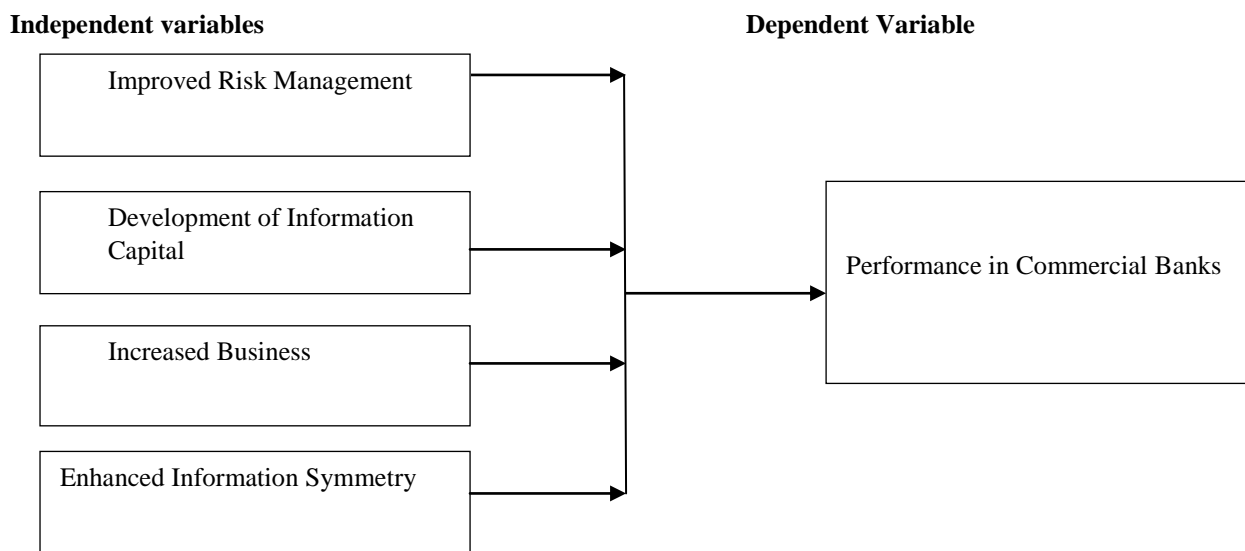 Independent variables
Dependent Variable
Improved Risk Management
Development of Information
Capital
Increased Business
Enhanced Information Symmetry
Performance in Commercial Banks